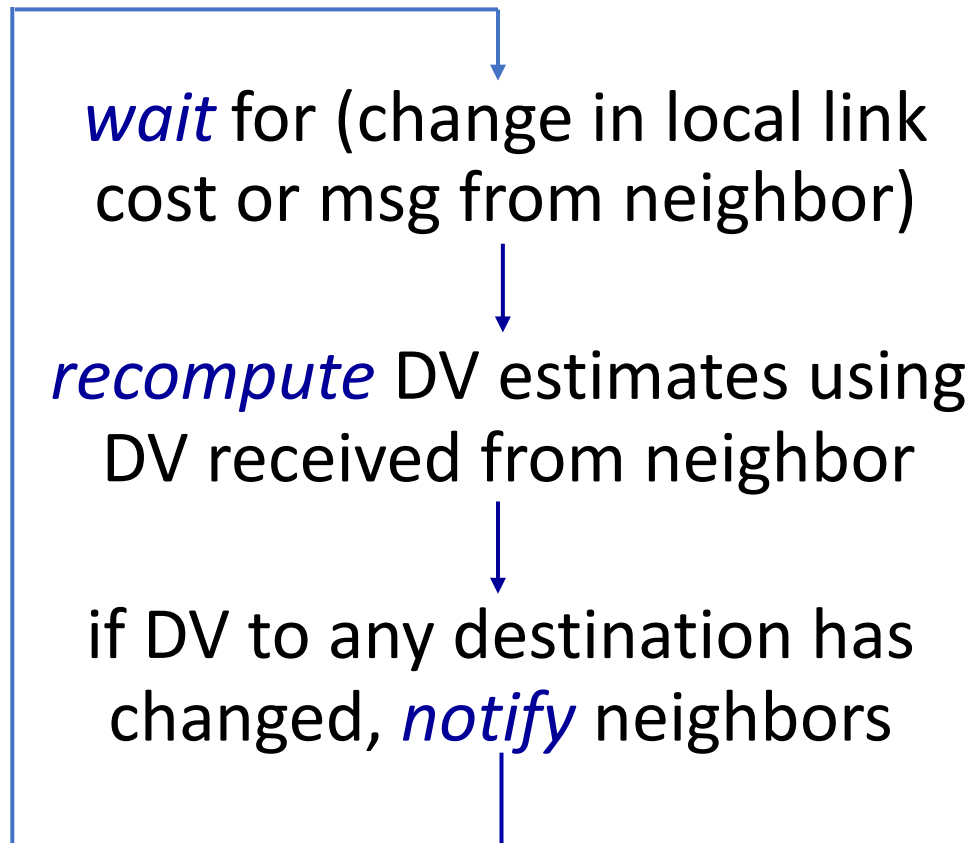 wait for (change in local link
cost or msg from neighbor)
recompute DV estimates using
DV received from neighbor
if DV to any destination has
changed, notify neighbors